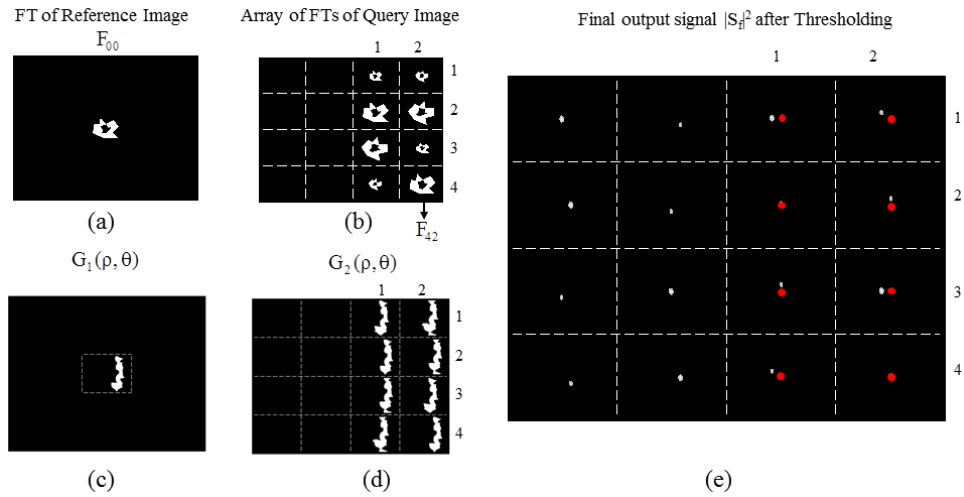 FT of Reference Image
F00
(a)
Array of FTs of Query Image
1 2
1
2
3
4
F42
(b)
G1(ρ, θ)
(c)
G2(ρ, θ)
1 2
1
2
3
4
(d)
Final output signal |Sf|² after Thresholding
1 2
1
2
3
4
(e)